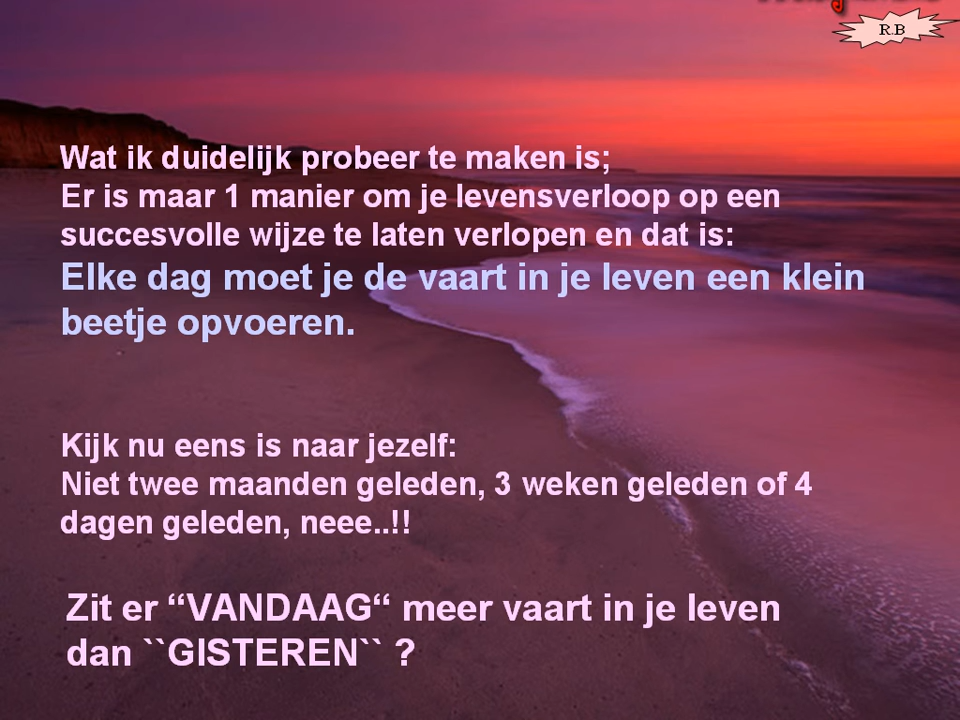 R.B
Wat ik duidelijk probeer te maken is;
Er is maar 1 manier om je levensverloop op een
succesvolle wijze te laten verlopen en dat is:
Elke dag moet je de vaart in je leven een klein
beetje opvoeren.
Kijk nu eens is naar jezelf:
Niet twee maanden geleden, 3 weken geleden of 4
dagen geleden, neee..!!
Zit er “VANDAAG“ meer vaart in je leven
dan ``GISTEREN`` ?